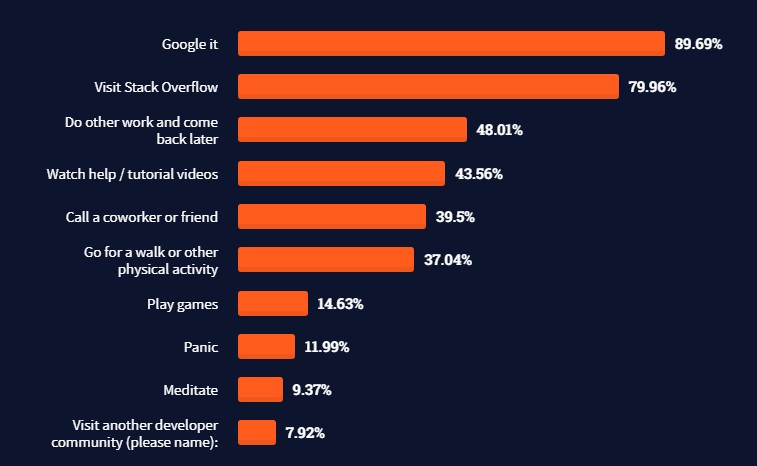 Google it 89.69%
Visit Stack Overflow 79.96%
Do other work and come
back later 48.01%
Watch help / tutorial videos 43.56%
Call a coworker or friend 39.5%
Go for a walk or other
physical activity 37.04%
Play games 14.63%
Panic 11.99%
Meditate 9.37%
Visit another developer
community (please name): 7.92%